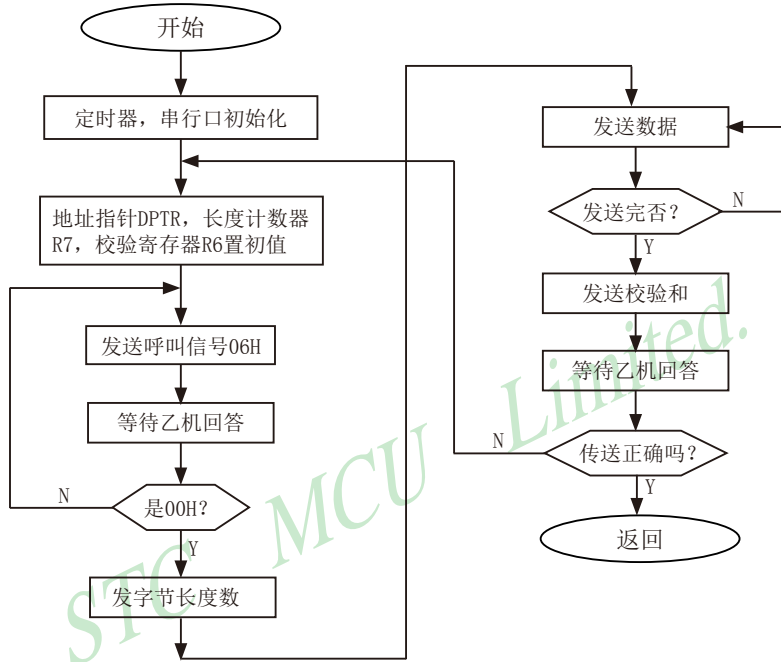 开始
定时器，串行口初始化
地址指针DPTR，长度计数器
R7，校验寄存器R6置初值
发送呼叫信号06H
等待乙机回答
是00H？
N
Y
发字节长度数
发送数据
发送完否？
N
Y
发送校验和
等待乙机回答
传送正确吗？
N
Y
返回
STC MCU Limited.